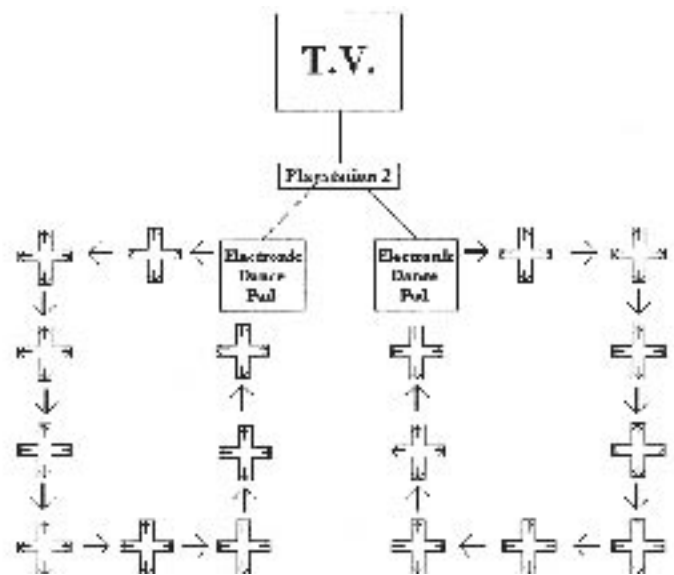 T.V.
Playstation 2
Electronic
Dance
Pad
Electronic
Dance
Pad